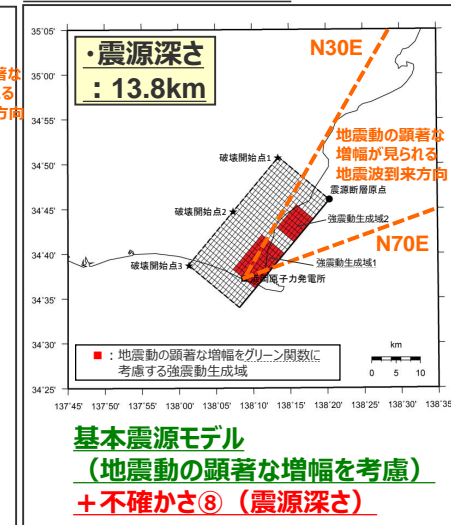 著な
る
方向
・震源深さ
：13.8km
N30E
地震動の顕著な
増幅が見られる
地震波到来方向
N70E
35˚05'
35˚00'
34˚55'
34˚50'
34˚45'
34˚40'
34˚35'
34˚30'
34˚25'
破壊開始点1
震源断層原点
破壊開始点2
強震動生成域2
破壊開始点3
強震動生成域1
浜岡原子力発電所
■：地震動の顕著な増幅をグリーン関数に
考慮する強震動生成域
km
0 5 10
137˚45' 137˚50' 137˚55' 138˚00' 138˚05' 138˚10' 138˚15' 138˚20' 138˚25' 138˚30' 138˚35'
基本震源モデル
（地震動の顕著な増幅を考慮）
＋不確かさ⑧（震源深さ）